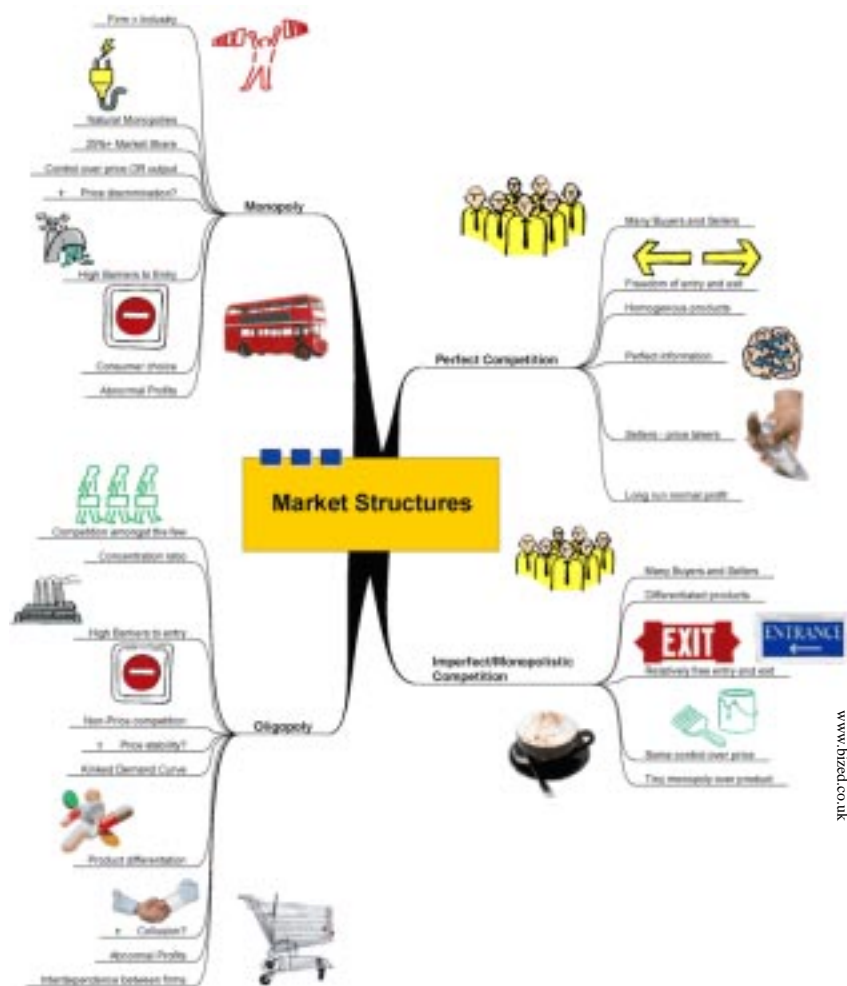 Market Structures
Monopoly
Firm = Industry
Natural Monopolies
25%+ Market Share
Control over price OR output
Price discrimination?
High Barriers to Entry
Consumer choice
Abnormal Profits
Perfect Competition
Many Buyers and Sellers
Freedom of entry and exit
Homogenous products
Perfect information
Sellers - price takers
Long run normal profit
Imperfect/Monopolistic
Competition
Many Buyers and Sellers
Differentiated products
EXIT
ENTRANCE
Relatively free entry and exit
Some control over price
Tiny monopoly over product
Oligopoly
Competition amongst the few
Concentration ratio
High Barriers to entry
Non-Price competition
Price stability?
Kinked Demand Curve
Product differentiation
Collusion?
Abnormal Profits
Interdependence between firms
www.bized.co.uk